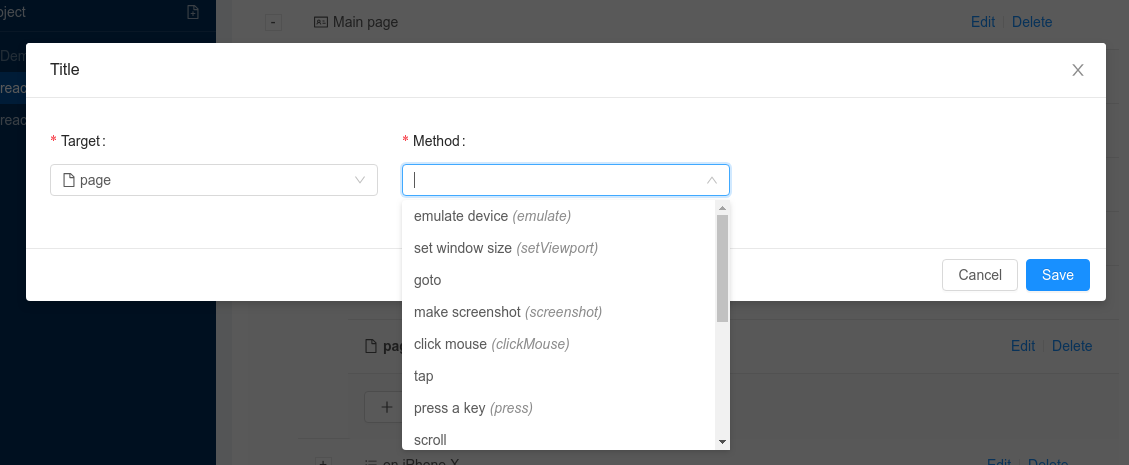 oject
- Main page Edit Delete
Dem
reac
reac
Title
* Target :
* Method :
page
emulate device (emulate)
set window size (setViewport)
goto
make screenshot (screenshot)
click mouse (clickMouse)
tap
press a key (press)
scroll
Cancel Save
pag Edit Delete
+
+ on iPhone X Edit Delete